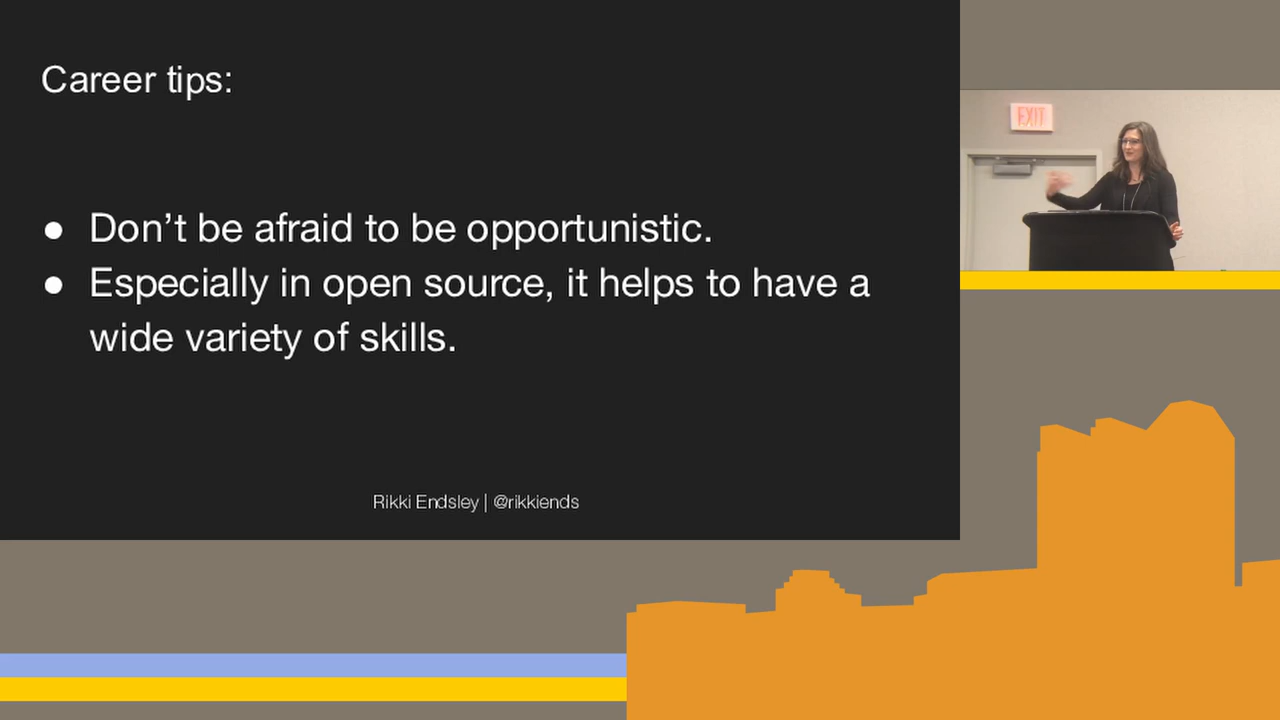 Career tips:
● Don’t be afraid to be opportunistic.
● Especially in open source, it helps to have a
wide variety of skills.
Rikki Endsley | @rikkiends
EXIT